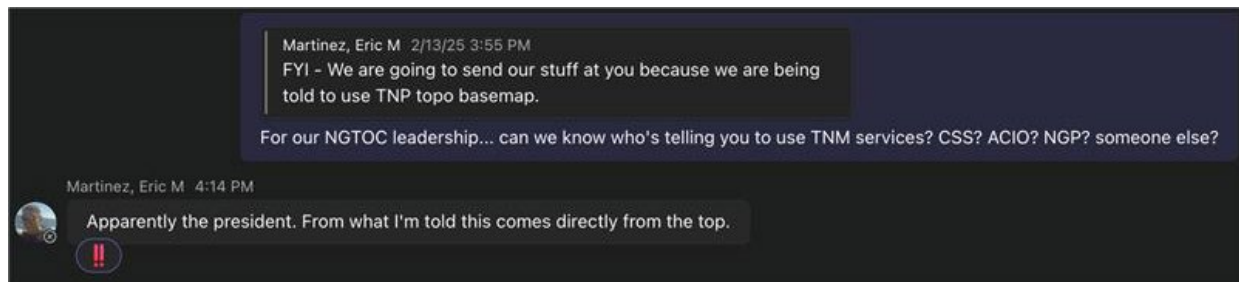 Martinez, Eric M 2/13/25 3:55 PM
FYI - We are going to send our stuff at you because we are being
told to use TNP topo basemap.
For our NGTOC leadership... can we know who's telling you to use TNM services? CSS? ACIO? NGP? someone else?
Martinez, Eric M 4:14 PM
Apparently the president. From what I'm told this comes directly from the top.
‼